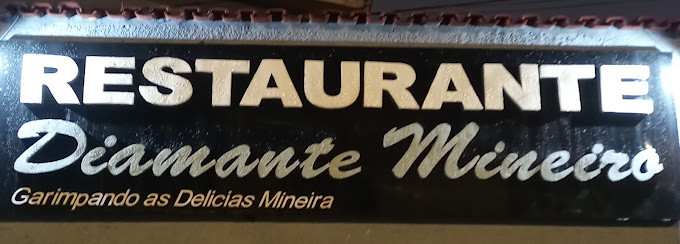 RESTAURANTE
Diamante Mineiro
Garimpando as Delicias Mineira